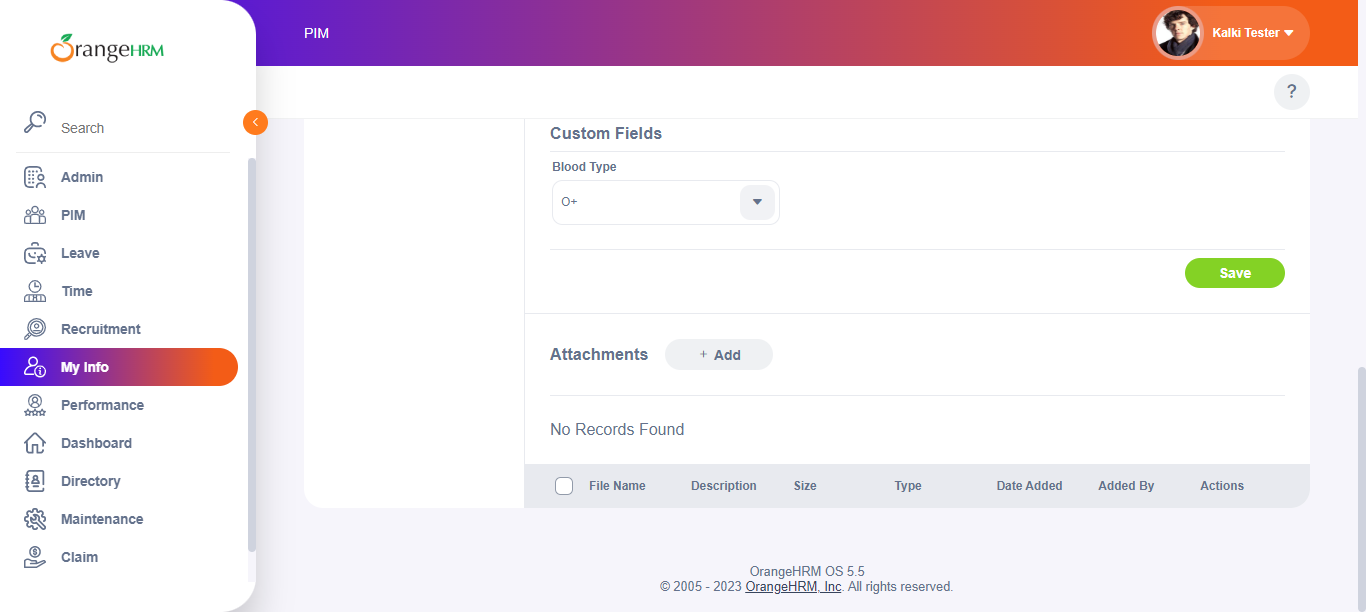 OrangeHRM
PIM
Kalki Tester
?
Search
Admin
PIM
Leave
Time
Recruitment
My Info
Performance
Dashboard
Directory
Maintenance
Claim
Custom Fields
Blood Type
O+
Save
Attachments
+ Add
No Records Found
File Name Description Size Type Date Added Added By Actions
OrangeHRM OS 5.5
© 2005 - 2023 OrangeHRM, Inc. All rights reserved.